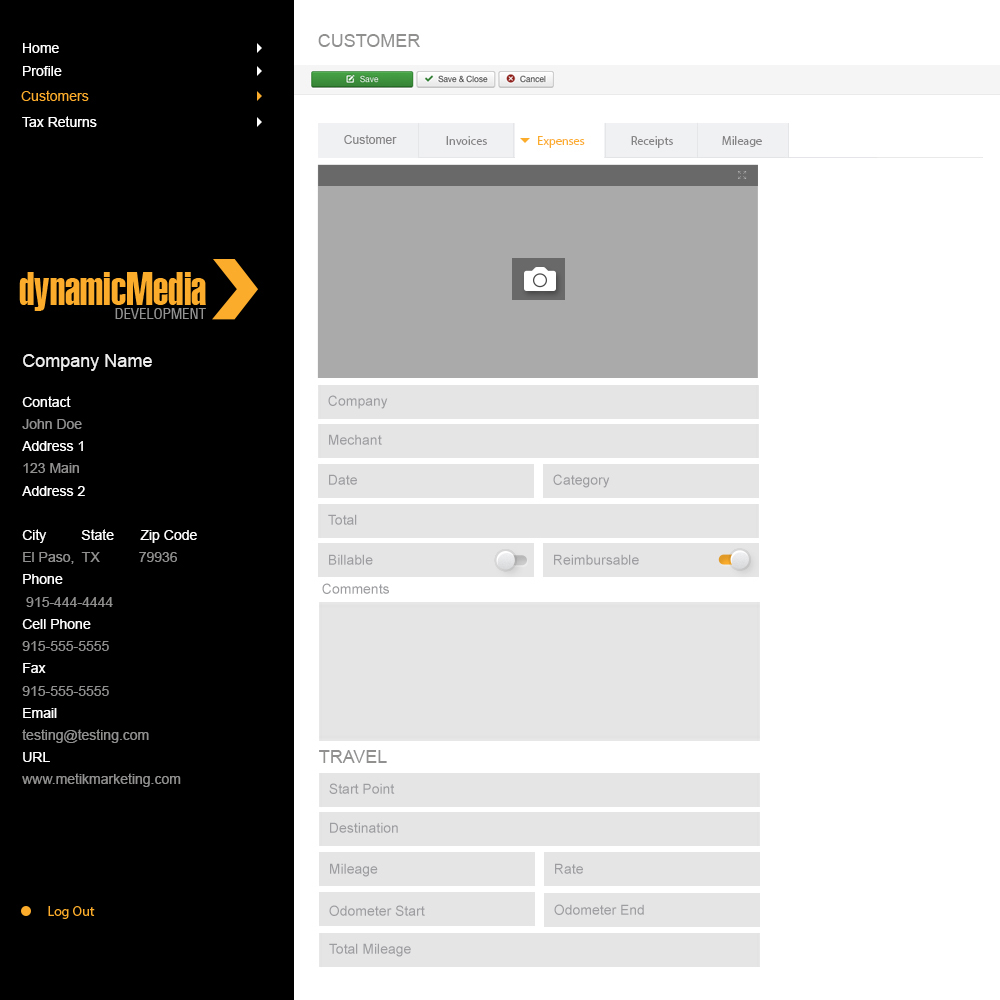 Home
Profile
Customers
Tax Returns
dynamicMedia
DEVELOPMENT
Company Name
Contact
John Doe
Address 1
123 Main
Address 2
City State Zip Code
El Paso, TX 79936
Phone
915-444-4444
Cell Phone
915-555-5555
Fax
915-555-5555
Email
testing@testing.com
URL
www.metikmarketing.com
Log Out
CUSTOMER
Save Save & Close Cancel
Customer Invoices Expenses Receipts Mileage
Company
Mechant
Date Category
Total
Billable Reimbursable
Comments
TRAVEL
Start Point
Destination
Mileage Rate
Odometer Start Odometer End
Total Mileage